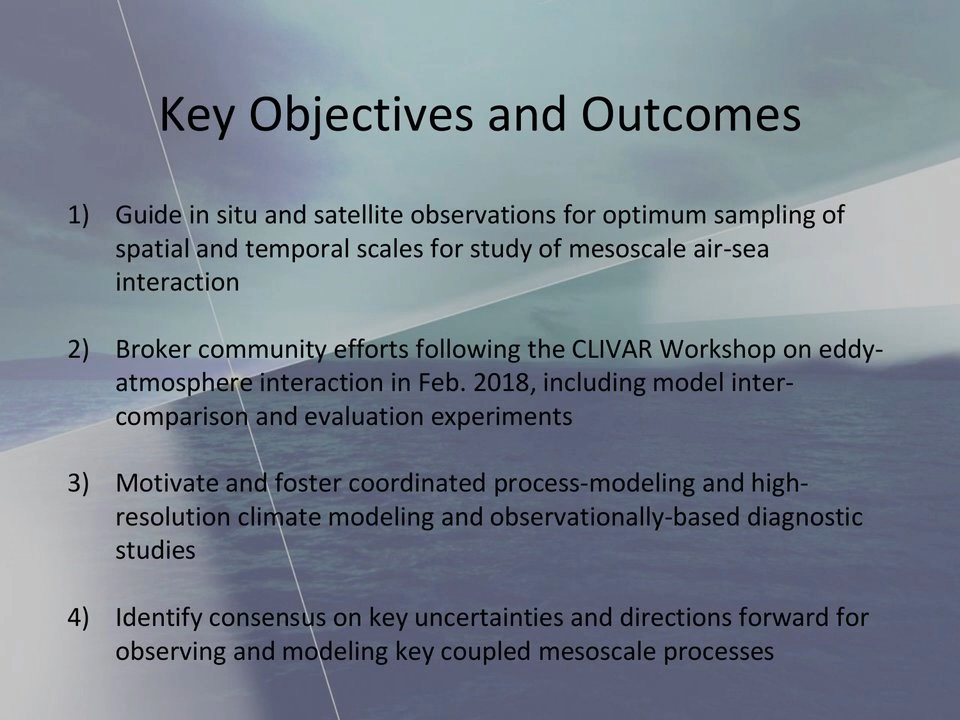 Key Objectives and Outcomes
1) Guide in situ and satellite observations for optimum sampling of
spatial and temporal scales for study of mesoscale air-sea
interaction
2) Broker community efforts following the CLIVAR Workshop on eddy-
atmosphere interaction in Feb. 2018, including model inter-
comparison and evaluation experiments
3) Motivate and foster coordinated process-modeling and high-
resolution climate modeling and observationally-based diagnostic
studies
4) Identify consensus on key uncertainties and directions forward for
observing and modeling key coupled mesoscale processes